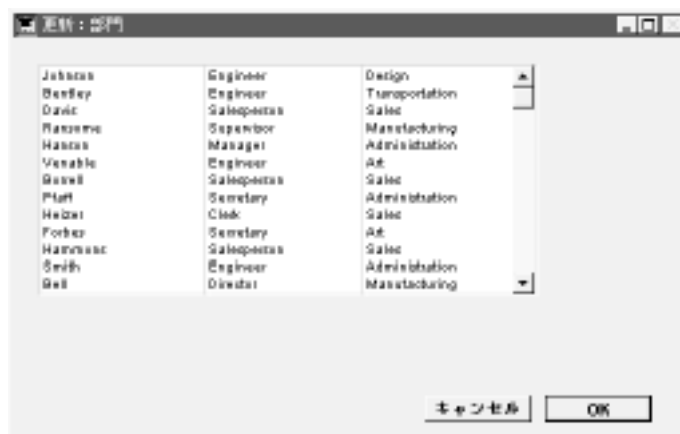 更新：部門
Johnson Engineer Design
Bentley Engineer Transportation
Davis Salesperson Sales
Ransome Supervisor Manufacturing
Hanson Manager Administration
Venable Engineer Art
Salesperson Sales
Pfaff Secretary Administration
Heizer Clerk Sales
Forbes Secretary Art
Hammons Salesperson Sales
Smith Engineer Administration
Bell Director Manufacturing
キャンセル OK